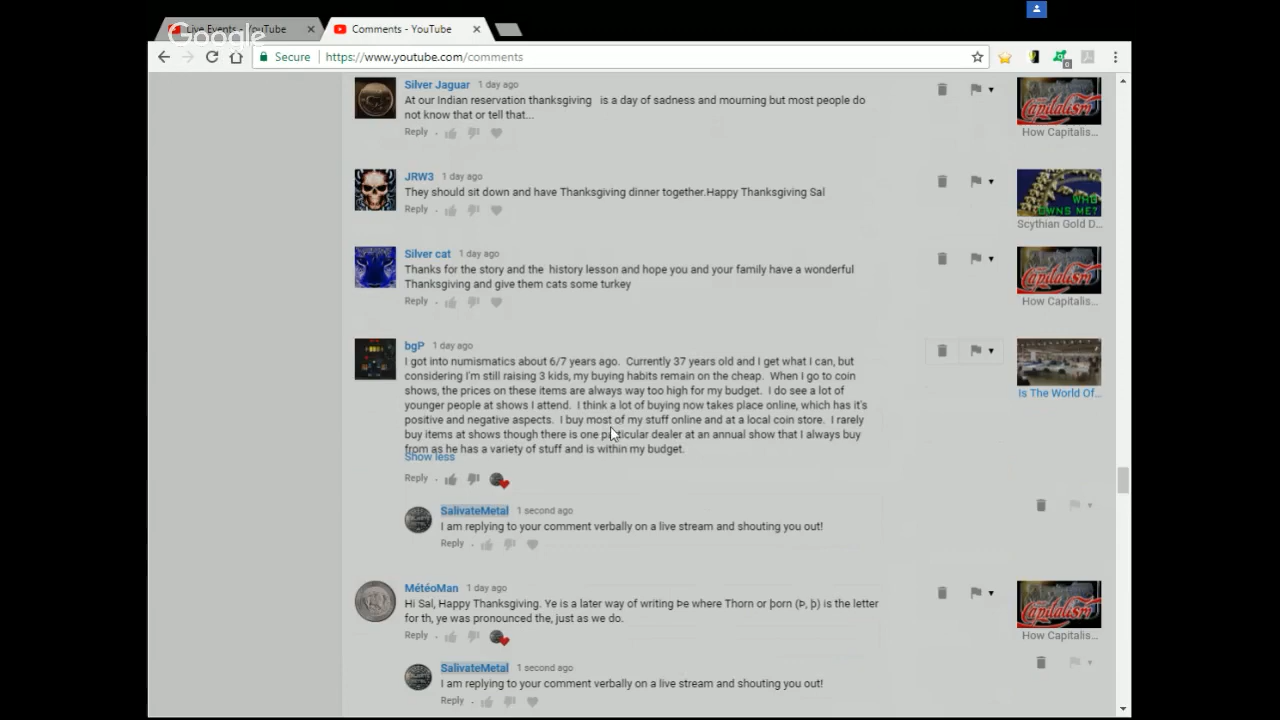 Live Events - YouTube
Comments - YouTube
Google
Secure
https://www.youtube.com/comments
0
Silver Jaguar 1 day ago
At our Indian reservation thanksgiving is a day of sadness and mourning but most people do
not know that or tell that...
Reply
Capitalism
How Capitalis...
JRW3 1 day ago
They should sit down and have Thanksgiving dinner together.Happy Thanksgiving Sal
Reply
WHO
OWNS ME?
Scythian Gold D...
Silver cat 1 day ago
Thanks for the story and the history lesson and hope you and your family have a wonderful
Thanksgiving and give them cats some turkey
Reply
Capitalism
How Capitalis...
bgP 1 day ago
I got into numismatics about 6/7 years ago. Currently 37 years old and I get what I can, but
considering I'm still raising 3 kids, my buying habits remain on the cheap. When I go to coin
shows, the prices on these items are always way too high for my budget. I do see a lot of
younger people at shows I attend. I think a lot of buying now takes place online, which has it's
positive and negative aspects. I buy most of my stuff online and at a local coin store. I rarely
buy items at shows though there is one particular dealer at an annual show that I always buy
from as he has a variety of stuff and is within my budget.
Show less
Reply
Is The World Of...
SalivateMetal 1 second ago
I am replying to your comment verbally on a live stream and shouting you out!
Reply
MétéoMan 1 day ago
Hi Sal, Happy Thanksgiving. Ye is a later way of writing Þe where Thorn or þorn (Þ, þ) is the letter
for th, ye was pronounced the, just as we do.
Reply
Capitalism
How Capitalis...
SalivateMetal 1 second ago
I am replying to your comment verbally on a live stream and shouting you out!
Reply